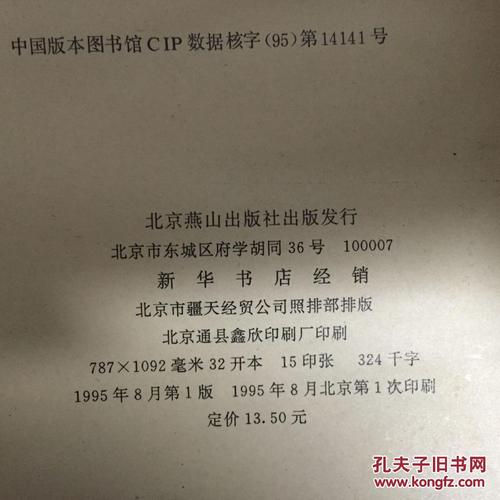 中国版本图书馆CIP数据核字(95)第14141号
北京燕山出版社出版发行
北京市东城区府学胡同36号 100007
新华书店经销
北京市疆天经贸公司照排部排版
北京通县鑫欣印刷厂印刷
787×1092毫米32开本 15印张 324千字
1995年8月第1版 1995年8月北京第1次印刷
定价13.50元
孔夫子旧书网
www.kongfz.com